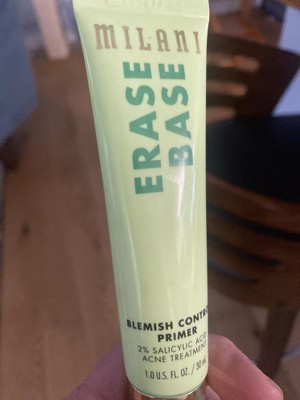 MILANI
ERASE
BASE
BLEMISH CONTROL
PRIMER
2% SALICYLIC ACID
ACNE TREATMENT
1.0 U.S. FL. OZ. / 30 mL